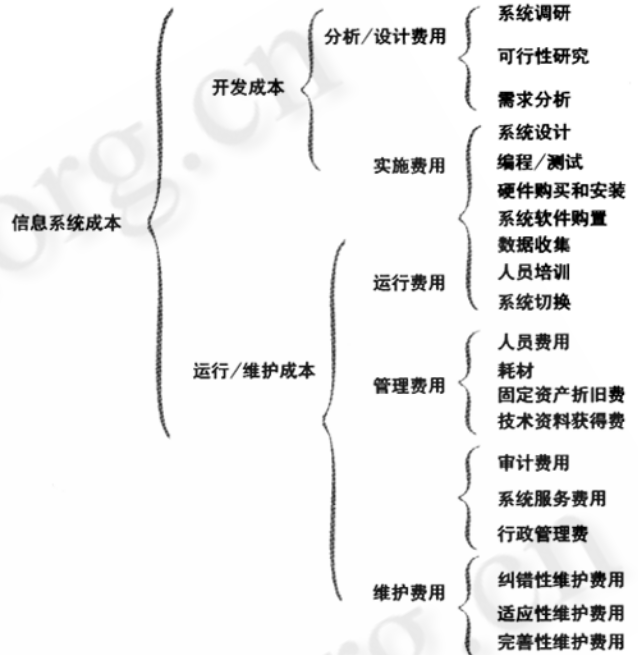 信息系统成本
开发成本
分析/设计费用
系统调研
可行性研究
需求分析
实施费用
系统设计
编程/测试
硬件购买和安装
系统软件购置
数据收集
人员培训
系统切换
运行/维护成本
运行费用
人员费用
耗材
固定资产折旧费
技术资料获得费
管理费用
审计费用
系统服务费用
行政管理费
维护费用
纠错性维护费用
适应性维护费用
完善性维护费用
org.cn